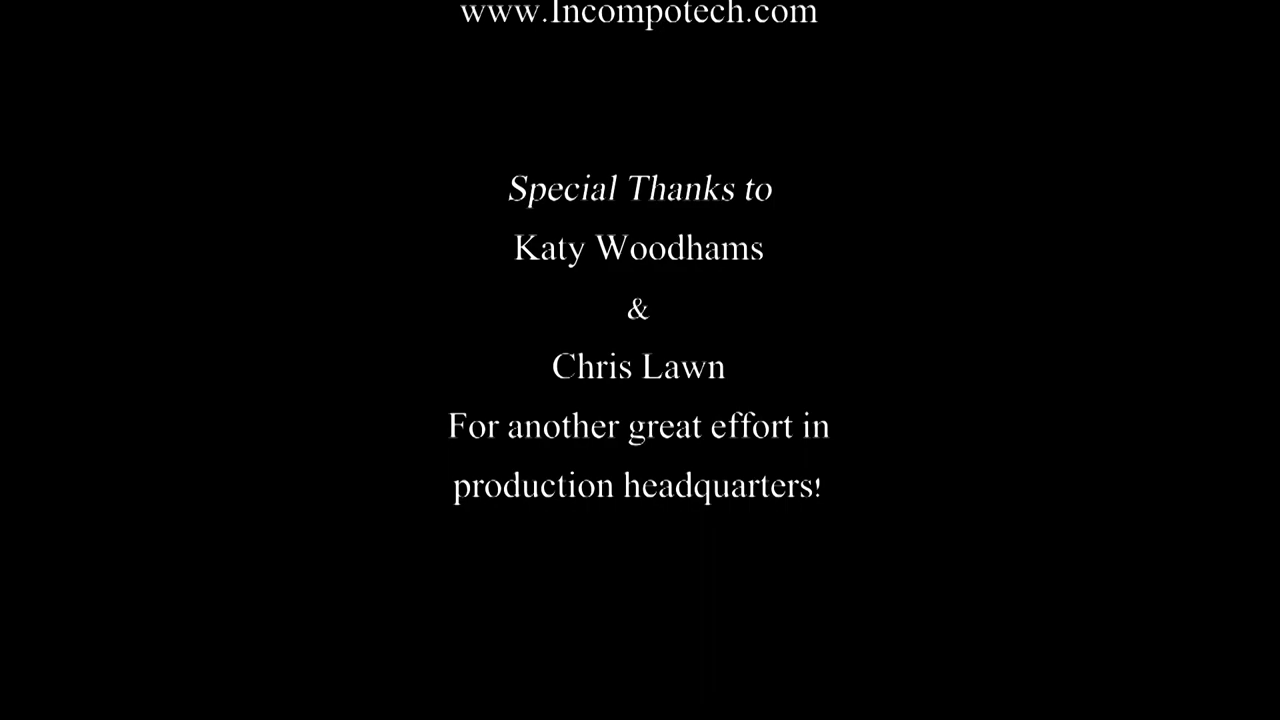 www.Incompotech.com
Special Thanks to
Katy Woodhams
&
Chris Lawn
For another great effort in
production headquarters!